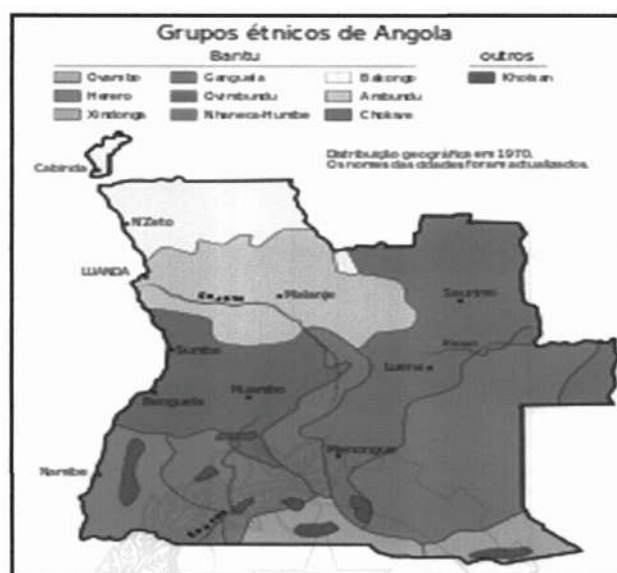 Grupos étnicos de Angola
Bantu
outros
Ovambo
Ganguela
Bakongo
Khoisan
Herero
Ovimbundu
Ambundu
Xindonga
Nhaneca-Humbe
Chokwe
Distribuição geográfica em 1970.
Os nomes das cidades foram actualizados.
Cabinda
N'Zeto
LUANDA
Malanje
Saurimo
Sumbe
Luena
Huambo
Benguela
Menongue
Namibe